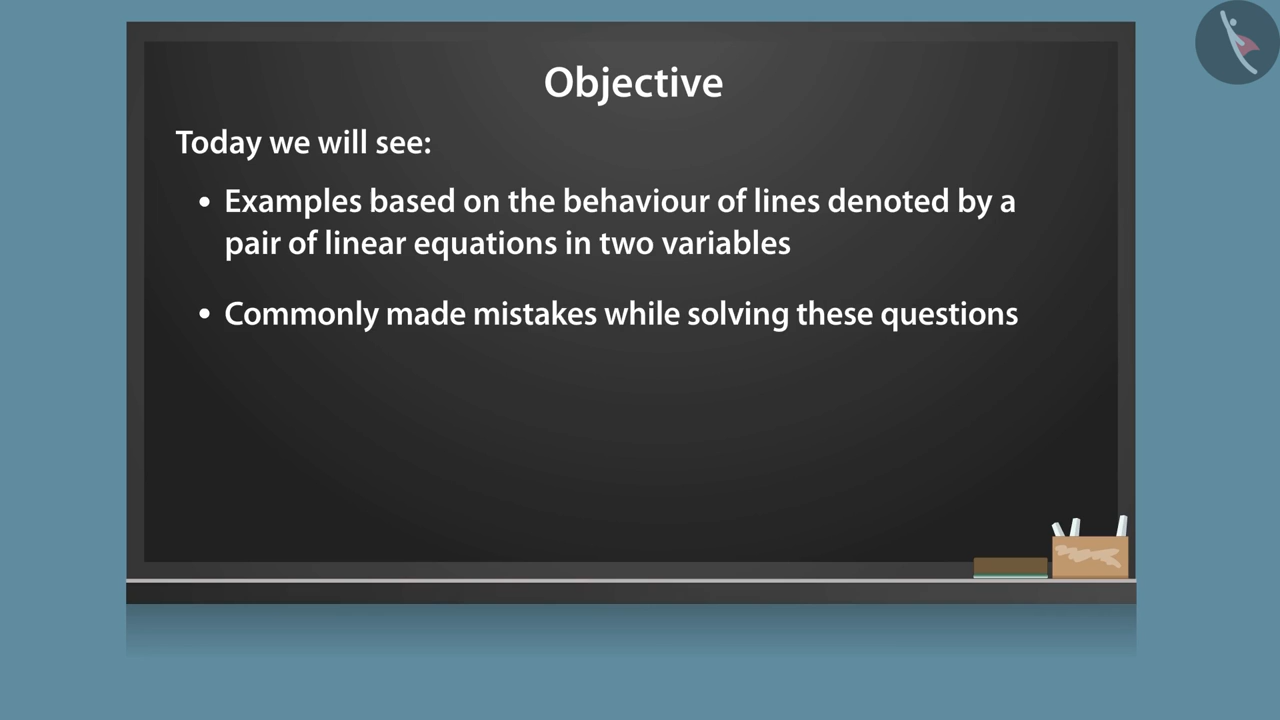 Objective
Today we will see:
• Examples based on the behaviour of lines denoted by a
pair of linear equations in two variables
• Commonly made mistakes while solving these questions